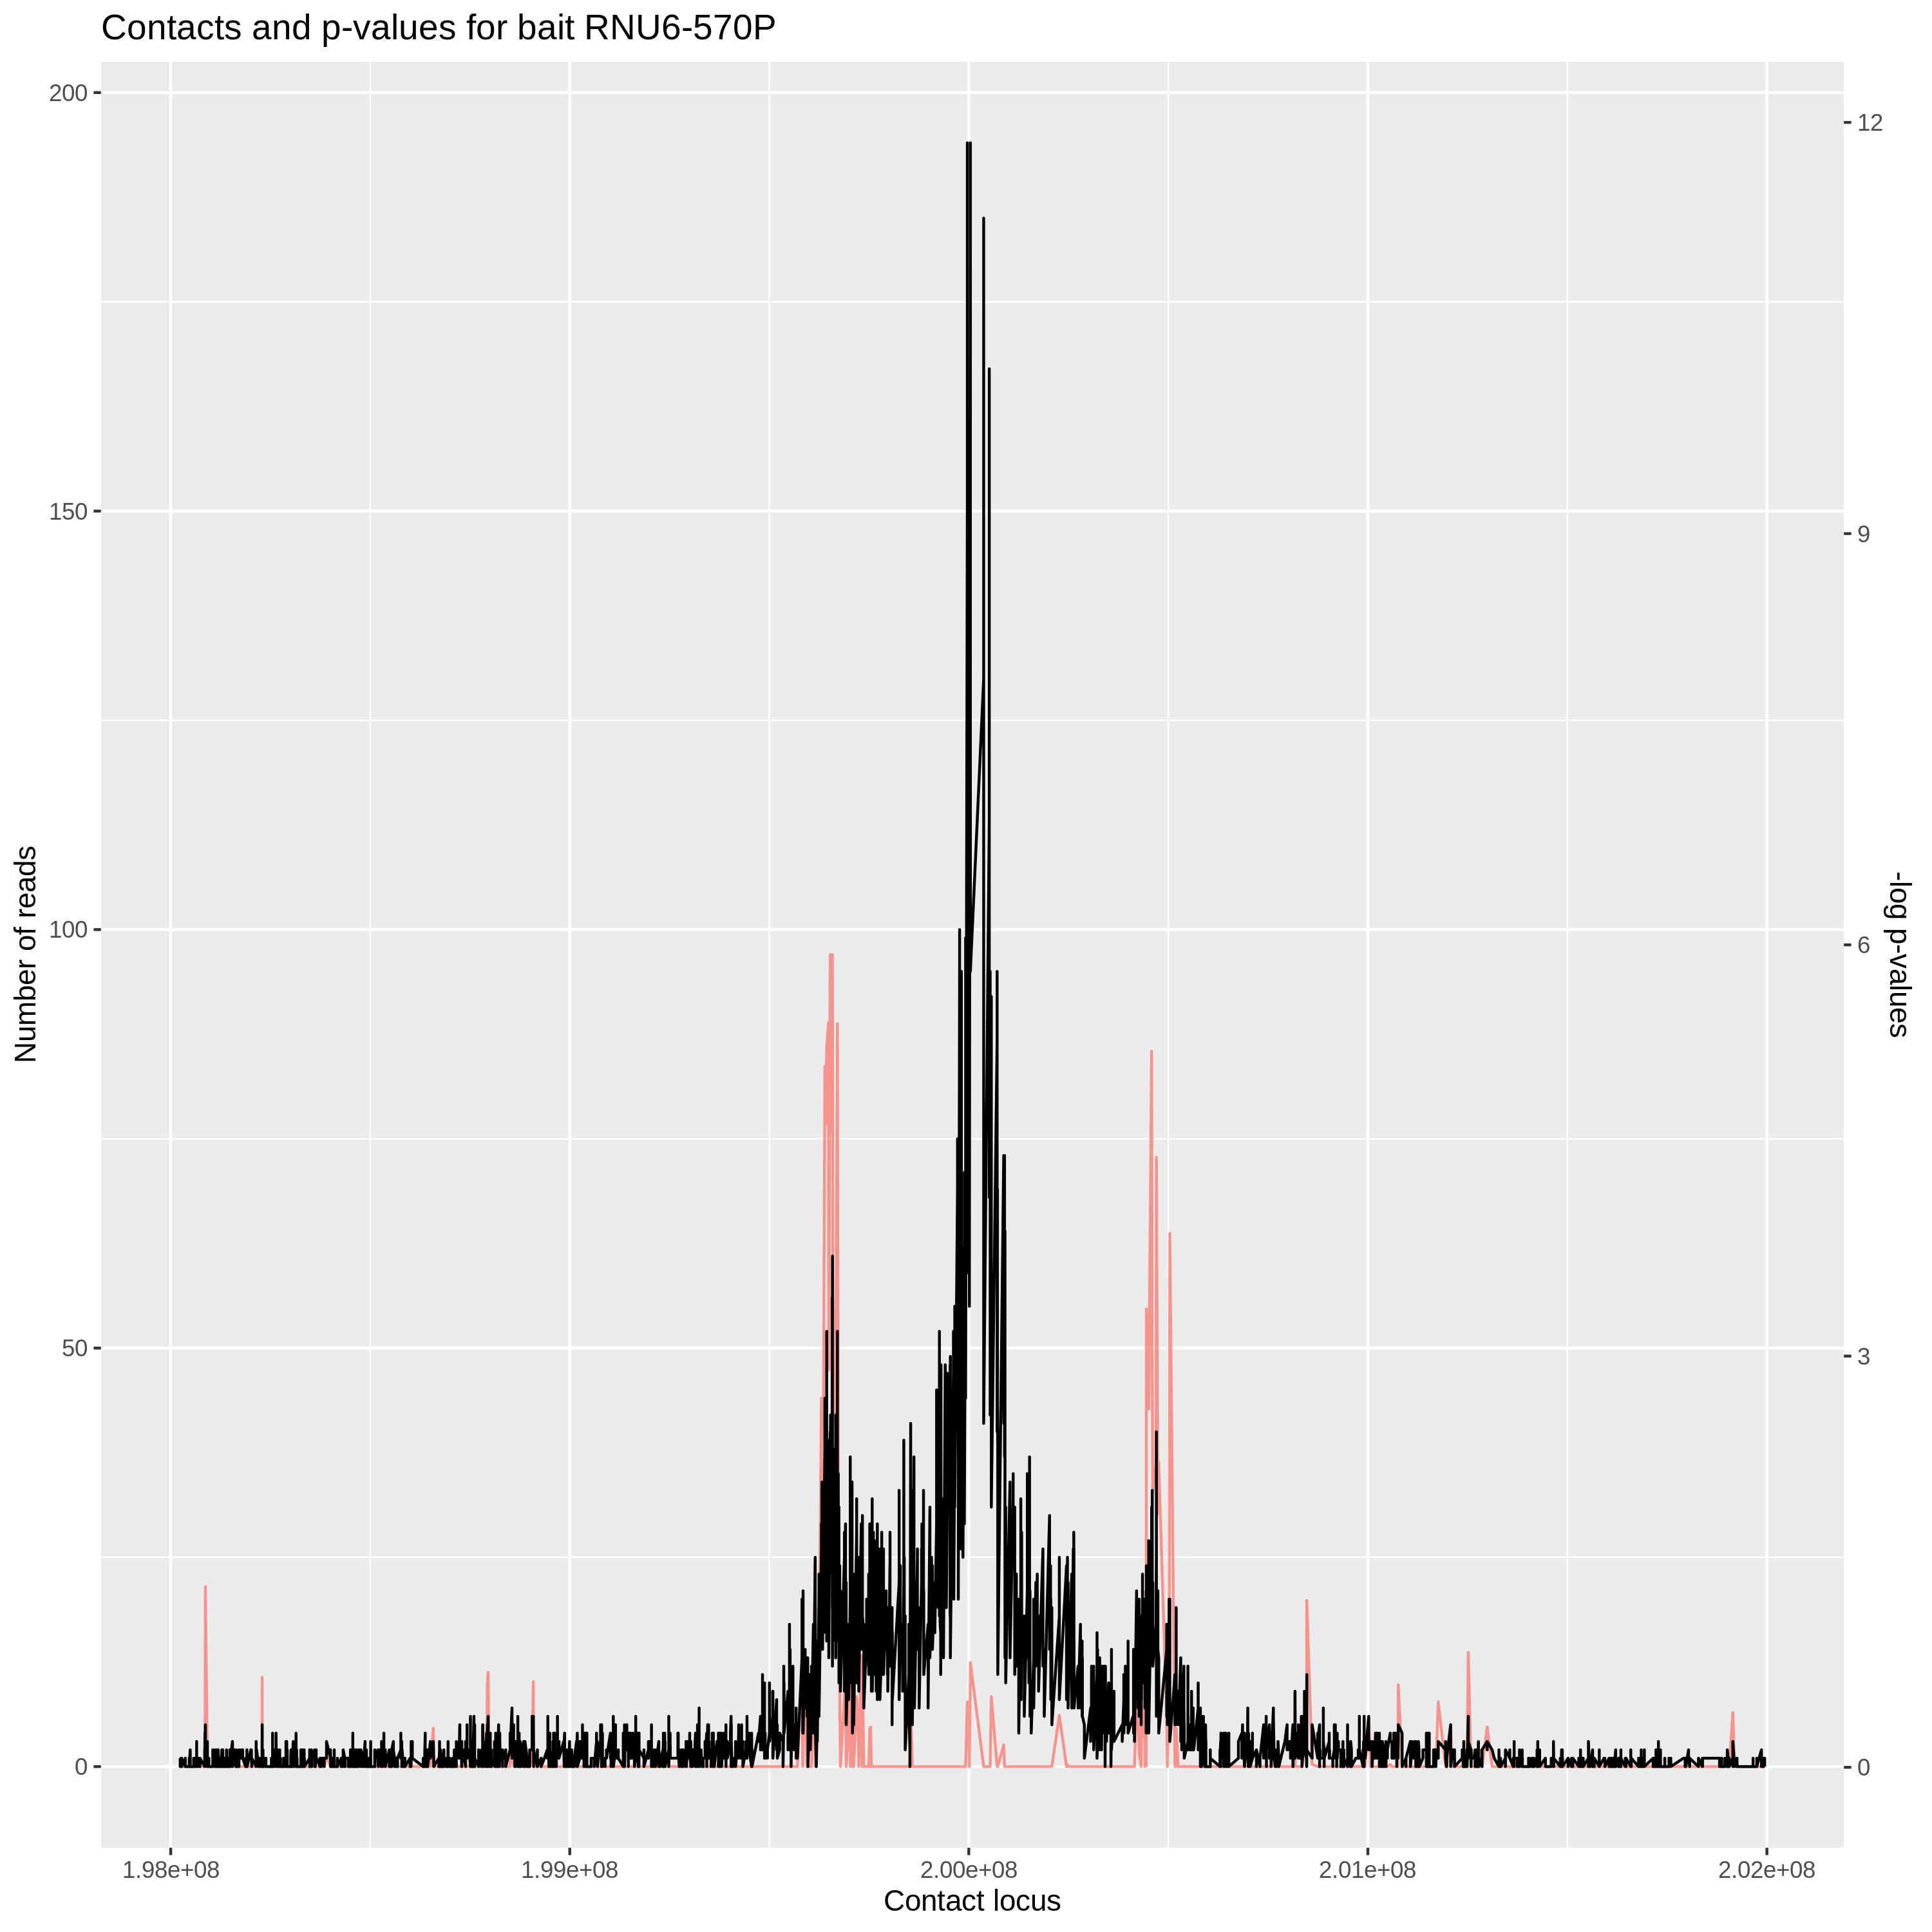 Contacts and p-values for bait RNU6-570P
200
150
100
50
0
12
9
6
3
0
Number of reads
-log p-values
1.98e+08
1.99e+08
2.00e+08
2.01e+08
2.02e+08
Contact locus